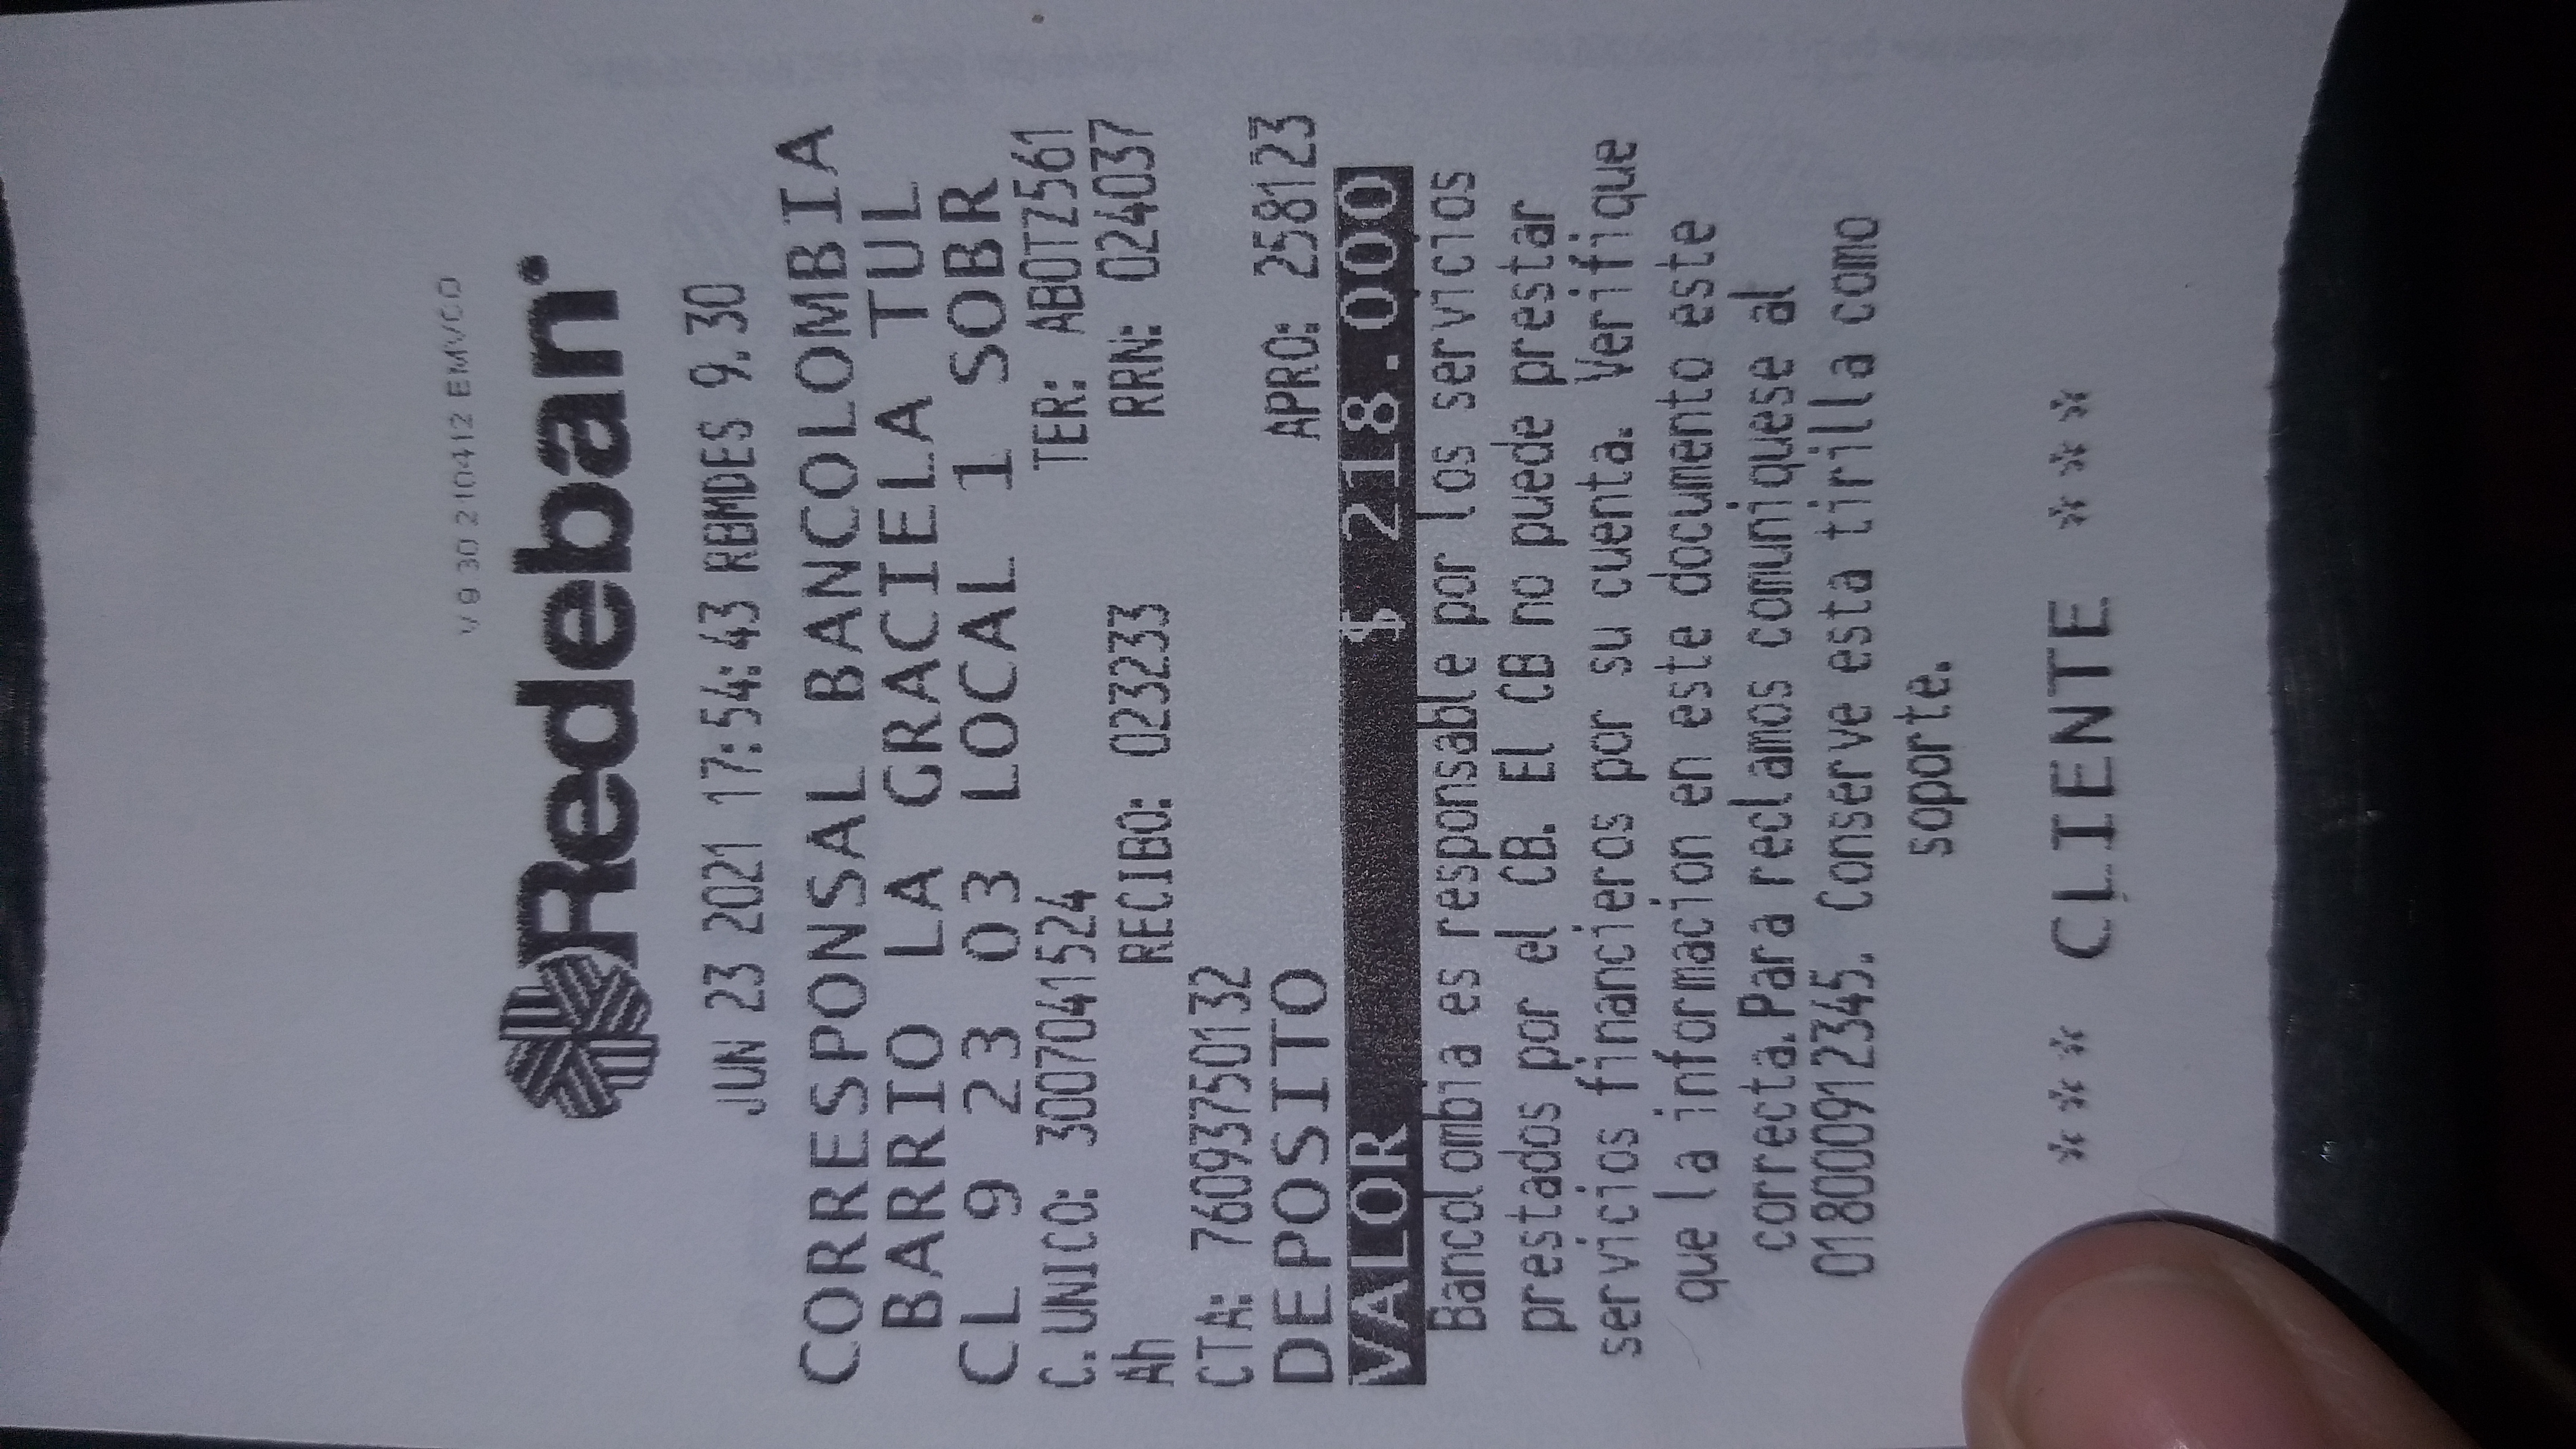 V 9 30 210412 EMVCO
Redeban
JUN 23 2021 17:54:43 RBMDES 9.30
CORRESPONSAL BANCOLOMBIA
BARRIO LA GRACIELA TUL
CL 9 23 03 LOCAL 1 SOBR
C.UNICO: 3007041524 TER: ABOTZ561
Ah RECIBO: 023233 RRN: 024037
CTA: 76093750132
DEPOSITO APRO: 258123
VALOR $ 218.000
Bancolombia es responsable por los servicios
prestados por el CB. El CB no puede prestar
servicios financieros por su cuenta. Verifique
que la informacion en este documento este
correcta.Para reclamos comuniquese al
018000912345. Conserve esta tirilla como
soporte.
*** CLIENTE ***